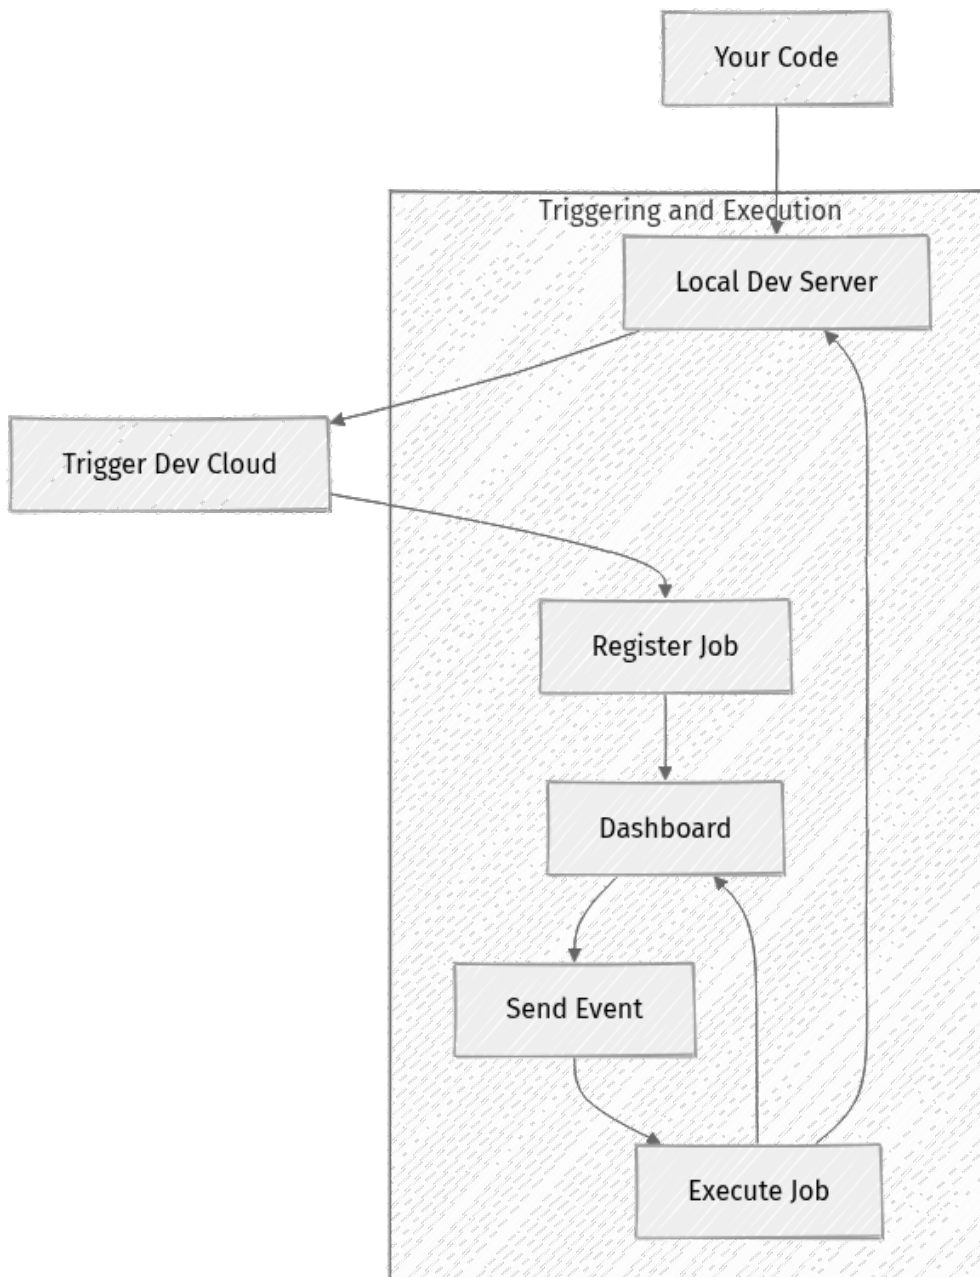 Your Code
Triggering and Execution
Local Dev Server
Trigger Dev Cloud
Register Job
Dashboard
Send Event
Execute Job